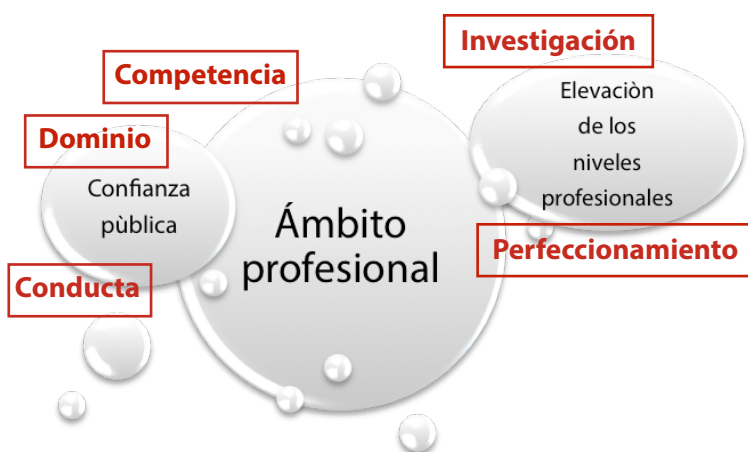 Investigación
Competencia
Elevaciòn
de los
niveles
profesionales
Dominio
Confianza
pùblica
Ámbito
profesional
Perfeccionamiento
Conducta